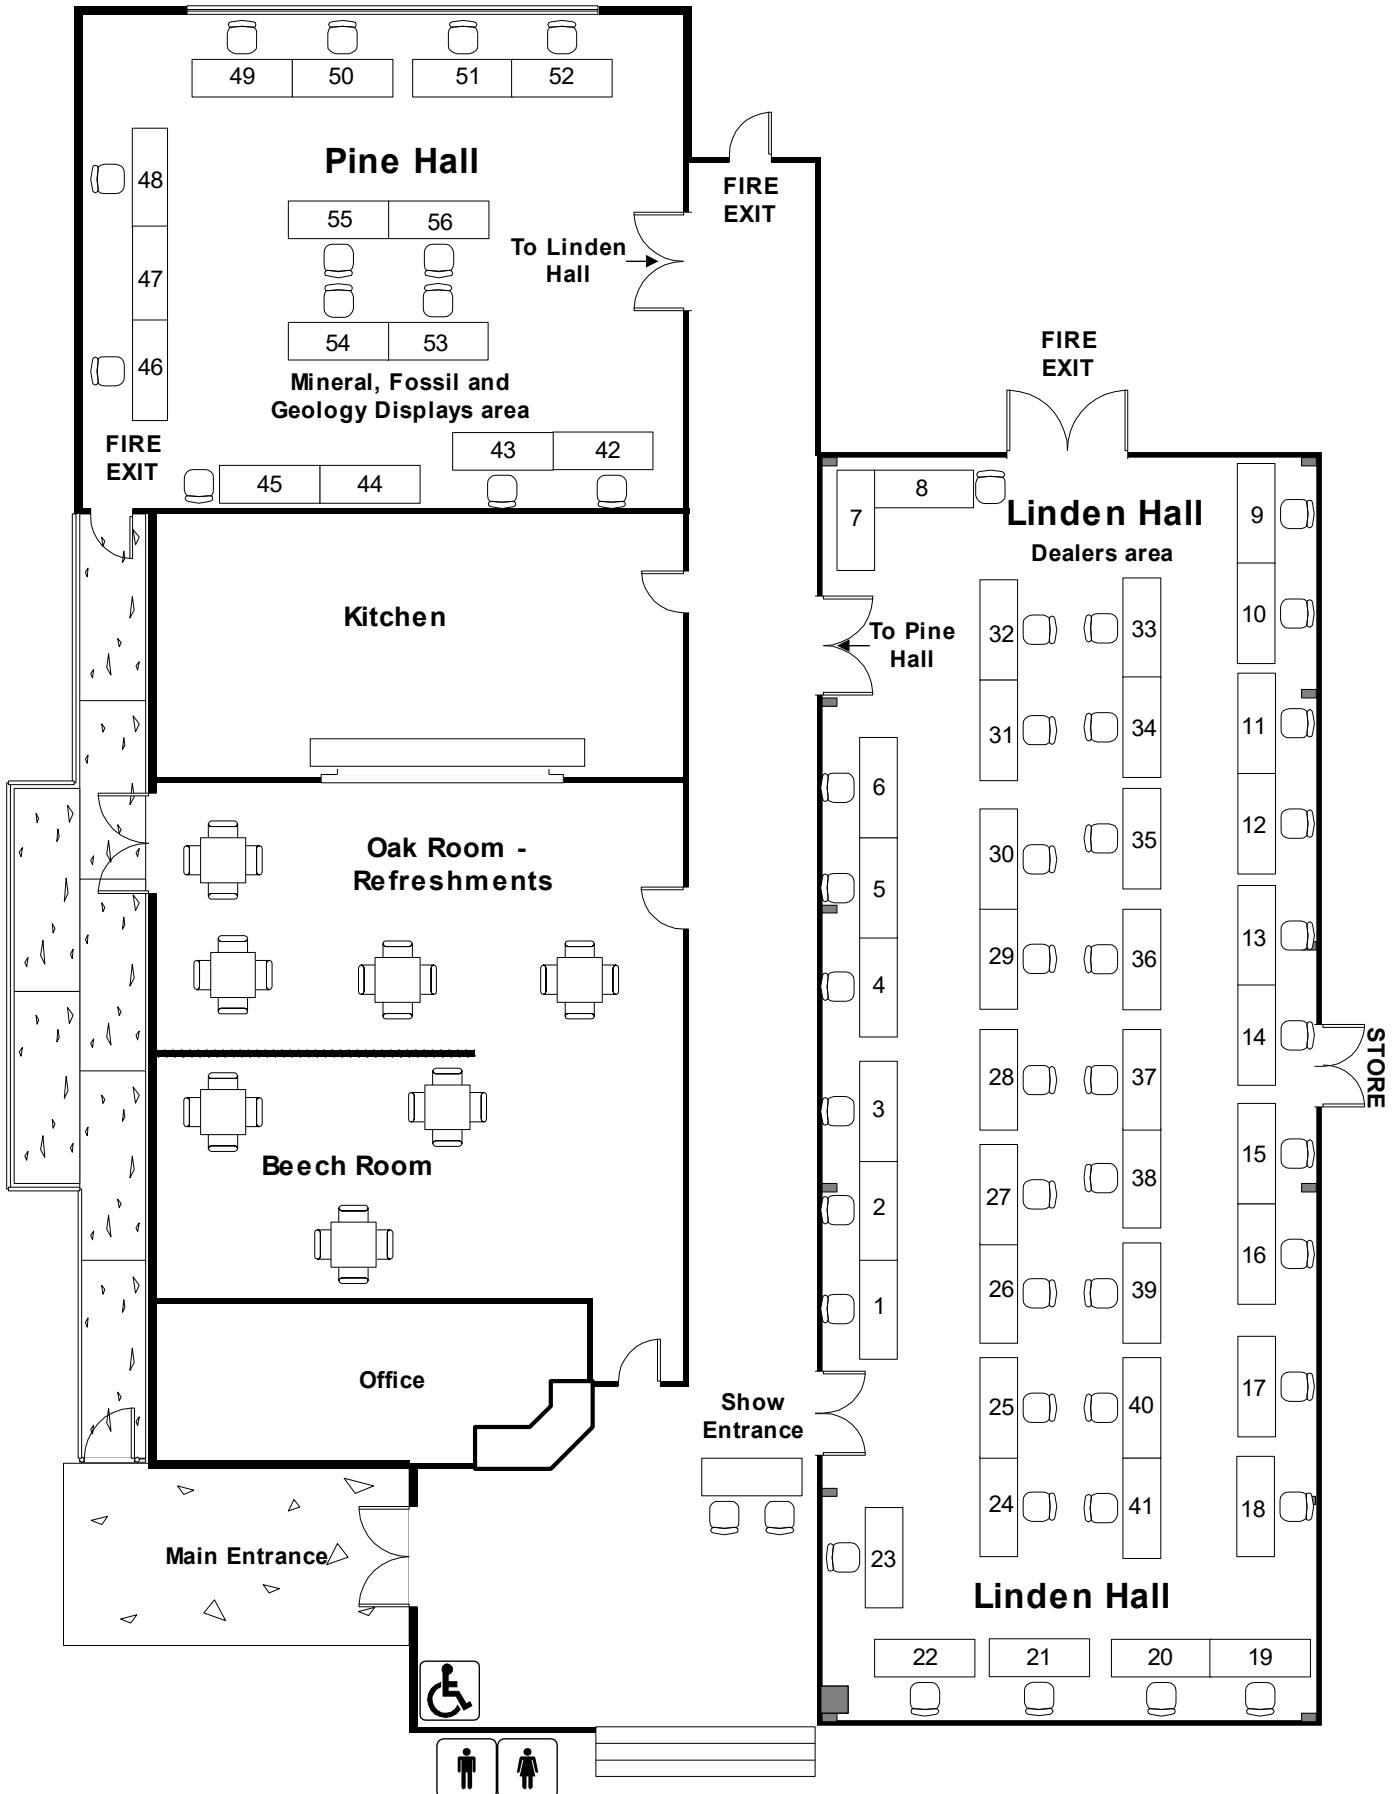 49 50 51 52
Pine Hall
48
55 56
47
54 53
46
To Linden
Hall
Mineral, Fossil and
Geology Displays area
43 42
45 44
FIRE
EXIT
FIRE
EXIT
FIRE
EXIT
Kitchen
Oak Room -
Refreshments
Beech Room
Office
Main Entrance
Show
Entrance
7
8
Linden Hall
Dealers area
9
10
11
12
13
14
15
16
17
18
To Pine
Hall
6
5
4
3
2
1
32
31
30
29
28
27
26
25
24
33
34
35
36
37
38
39
40
41
STORE
23
Linden Hall
22 21 20 19